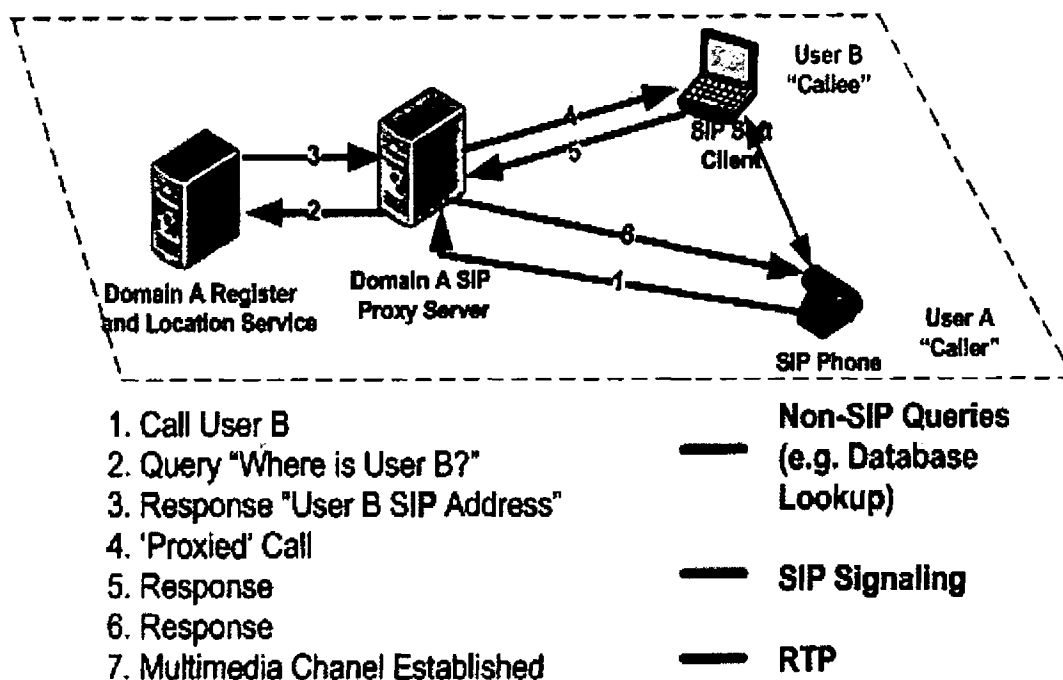 User B
"Callee"
4
SIP Soft
Client
5
3
2
6
1
Domain A Register
and Location Service
Domain A SIP
Proxy Server
User A
"Caller"
SIP Phone
1. Call User B
2. Query "Where is User B?"
3. Response "User B SIP Address"
4. 'Proxied' Call
5. Response
6. Response
7. Multimedia Chanel Established
Non-SIP Queries
(e.g. Database
Lookup)
SIP Signaling
RTP